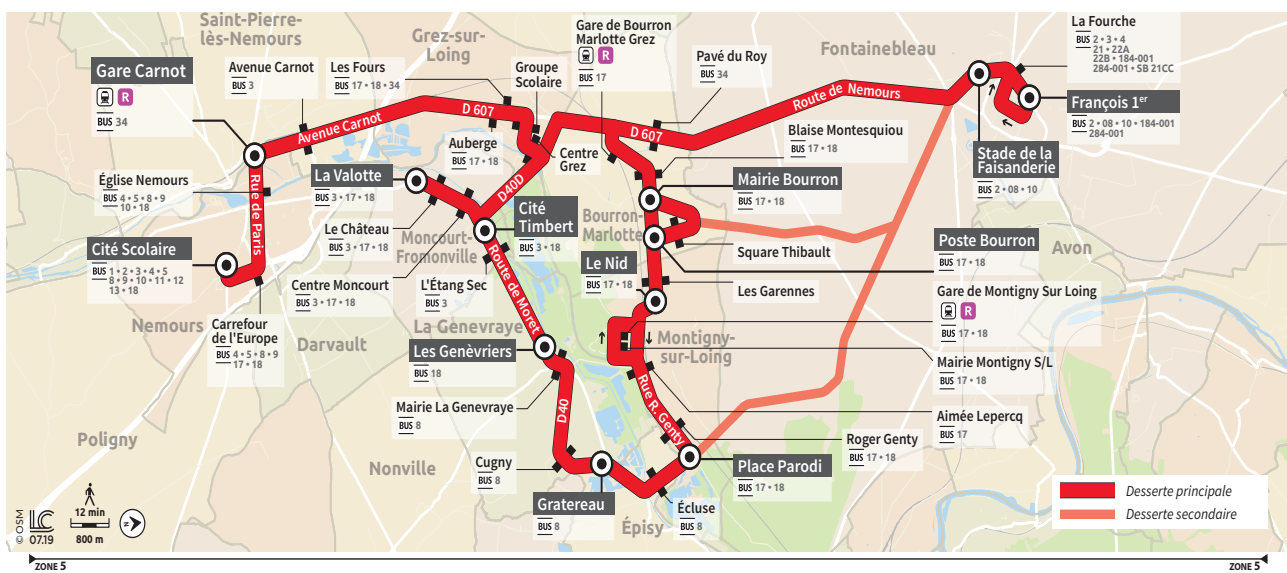 Saint-Pierre-
lès-Nemours
Gare Carnot
R
BUS 34
Avenue Carnot
BUS 3
Les Fours
BUS 17 • 18 • 34
Grez-sur-
Loing
Groupe
Scolaire
Gare de Bourron
Marlotte Grez
R
BUS 17
Pavé du Roy
BUS 34
Fontainebleau
La Fourche
BUS 2 • 3 • 4
21 • 22A
22B • 184-001
284-001 • SB 21CC
François 1er
BUS 2 • 08 • 10 • 184-001
284-001
Stade de la
Faisanderie
BUS 2 • 08 • 10
Avenue Carnot
D 607
D 607
Route de Nemours
Auberge
BUS 17 • 18
Centre
Grez
D40D
Blaise Montesquiou
BUS 17 • 18
Église Nemours
BUS 4 • 5 • 8 • 9
10 • 18
Rue de Paris
La Valotte
BUS 3 • 17 • 18
Le Château
BUS 3 • 17 • 18
Moncourt-
Fromonville
Cité
Timbert
BUS 3 • 18
Bourron-
Marlotte
Mairie Bourron
BUS 17 • 18
Square Thibault
Poste Bourron
BUS 17 • 18
Avon
Cité Scolaire
BUS 1 • 2 • 3 • 4 • 5
8 • 9 • 10 • 11 • 12
13 • 18
Centre Moncourt
BUS 3 • 17 • 18
L'Étang Sec
BUS 3
Route de Moret
Le Nid
BUS 17 • 18
Les Garennes
Gare de Montigny Sur Loing
R
BUS 17 • 18
Nemours
Carrefour
de l'Europe
BUS 4 • 5 • 8 • 9
17 • 18
Darvault
La Genevraye
Les Genèvriers
BUS 18
Montigny-
sur-Loing
Mairie Montigny S/L
BUS 17 • 18
Mairie La Genevraye
BUS 8
D40
Rue R. Genty
Aimée Lepercq
BUS 17
Roger Genty
BUS 17 • 18
Poligny
Nonville
Cugny
BUS 8
Gratereau
BUS 8
Épisy
Écluse
BUS 8
Place Parodi
BUS 17 • 18
Desserte principale
Desserte secondaire
© OSM
LC
07.19
12 min
800 m
N
ZONE 5
ZONE 5